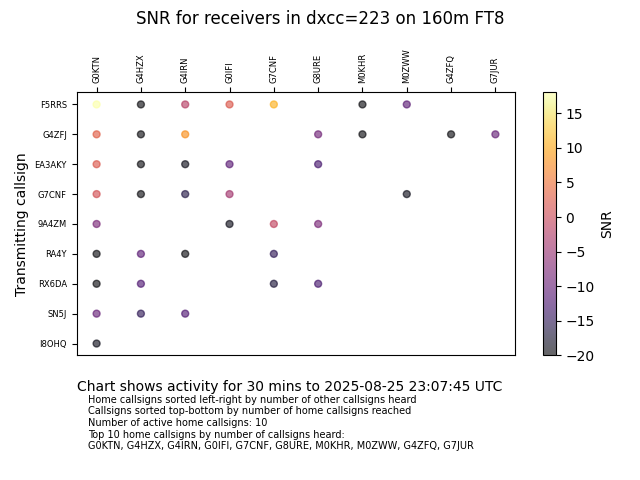 SNR for receivers in dxcc=223 on 160m FT8
G0KTN G4HZX G4IRN G0IFI G7CNF G8URE M0KHR M0ZWW G4ZFQ G7JUR
Transmitting callsign
F5RRS
G4ZFJ
EA3AKY
G7CNF
9A4ZM
RA4Y
RX6DA
SN5J
I8OHQ
15
10
5
0
−5
−10
−15
−20
SNR
Chart shows activity for 30 mins to 2025-08-25 23:07:45 UTC
Home callsigns sorted left-right by number of other callsigns heard
Callsigns sorted top-bottom by number of home callsigns reached
Number of active home callsigns: 10
Top 10 home callsigns by number of callsigns heard:
G0KTN, G4HZX, G4IRN, G0IFI, G7CNF, G8URE, M0KHR, M0ZWW, G4ZFQ, G7JUR